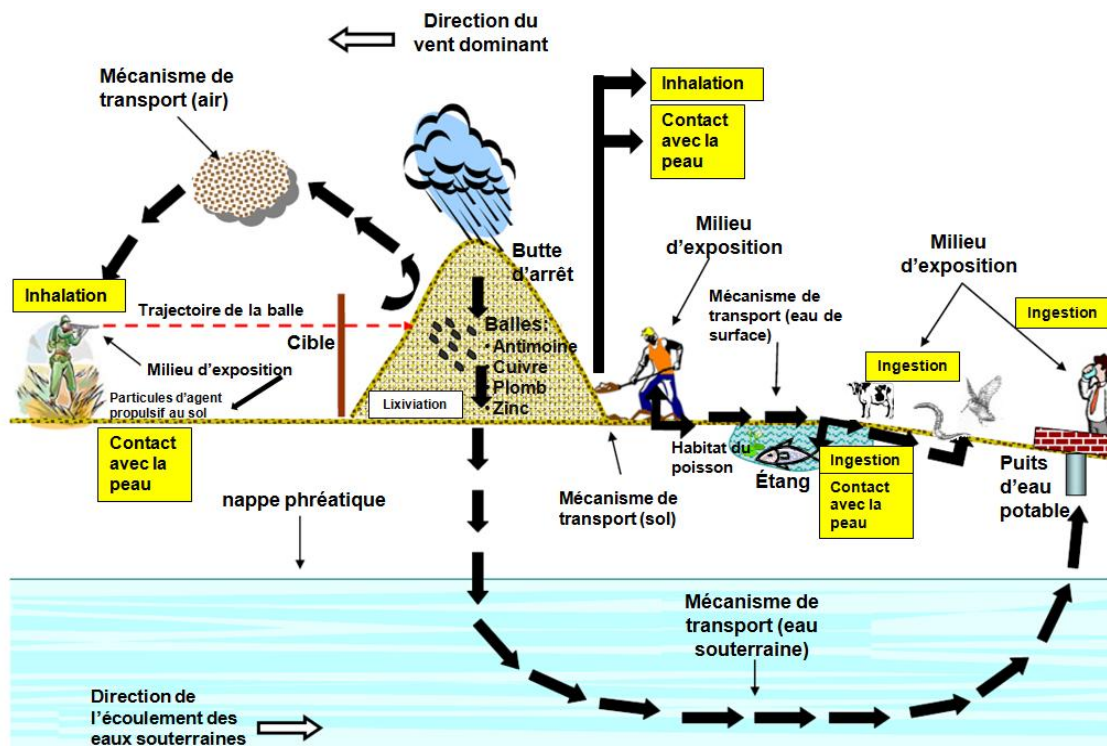 Direction du
vent dominant
Mécanisme de
transport (air)
Inhalation
Contact
avec la
peau
Butte
d'arrêt
Milieu
d'exposition
Milieu
d'exposition
Inhalation
Trajectoire de la balle
Cible
Balles:
• Antimoine
• Cuivre
• Plomb
• Zinc
Mécanisme de
transport (eau de
surface)
Ingestion
Ingestion
Milieu d'exposition
Particules d'agent
propulsif au sol
Lixiviation
Contact
avec la
peau
Habitat du
poisson
Étang
Ingestion
Contact
avec la
peau
Puits
d'eau
potable
nappe phréatique
Mécanisme de
transport (sol)
Mécanisme de
transport (eau
souterraine)
Direction de
l'écoulement des
eaux souterraines